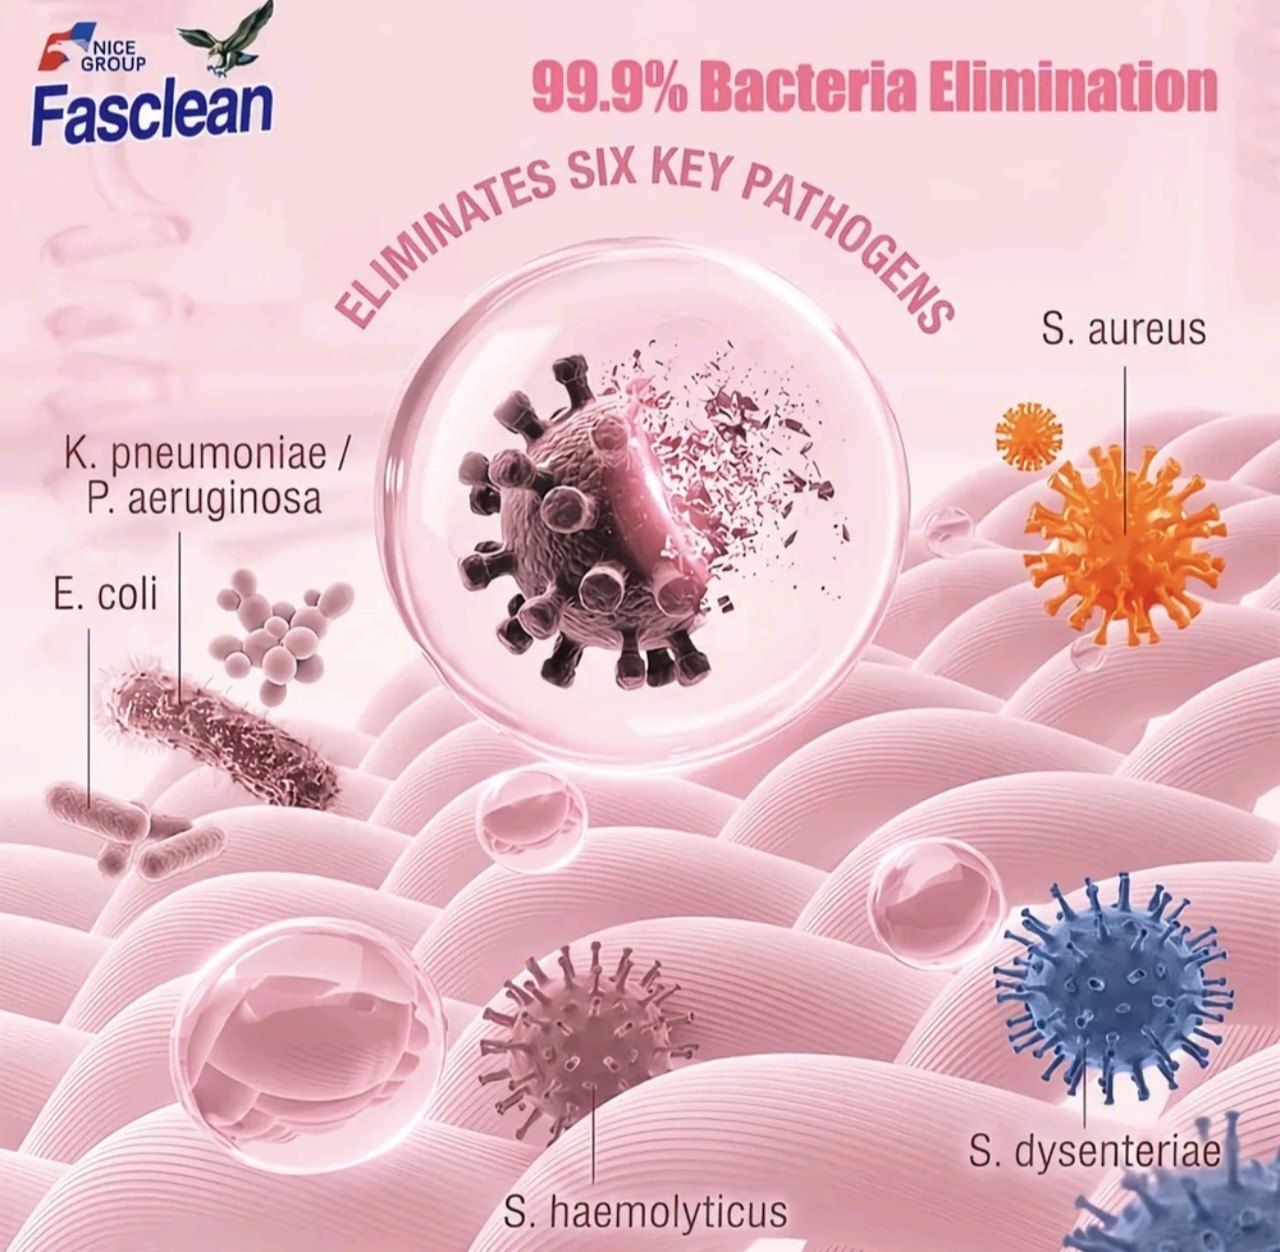 NICE
GROUP
Fasclean
99.9% Bacteria Elimination
ELIMINATES SIX KEY PATHOGENS
S. aureus
K. pneumoniae /
P. aeruginosa
E. coli
S. dysenteriae
S. haemolyticus